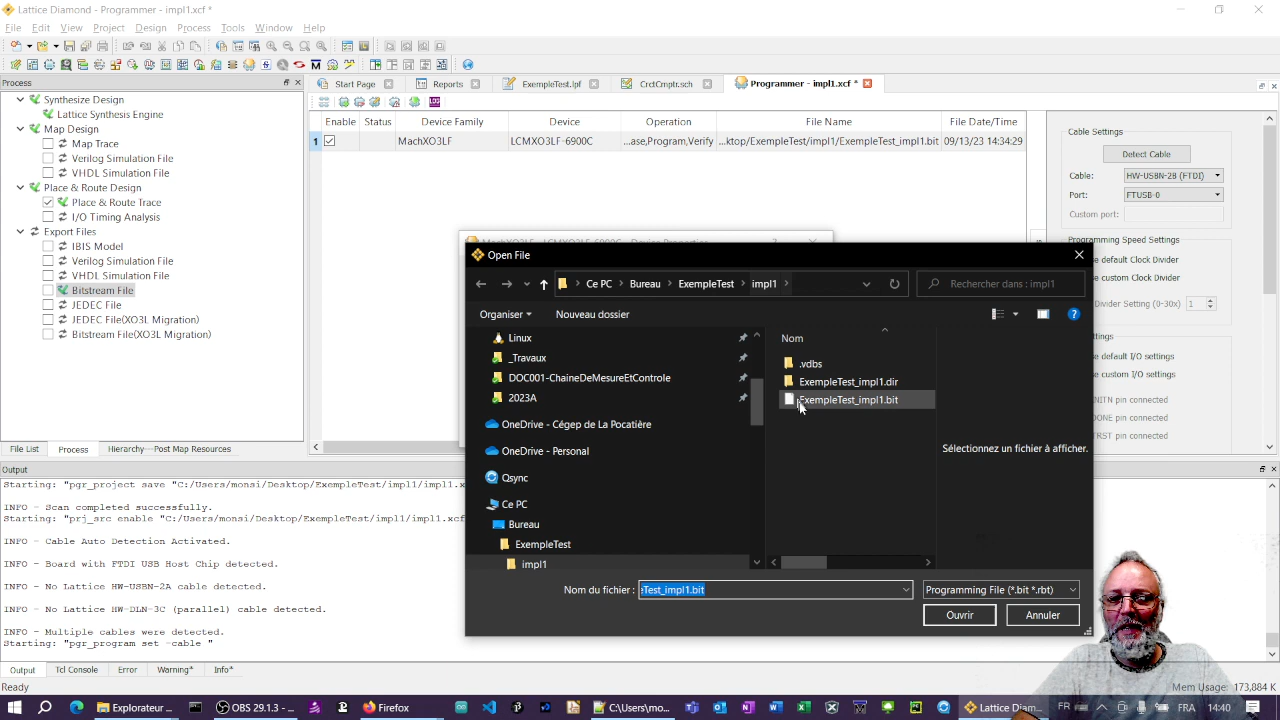 Lattice Diamond - Programmer - impl1.xcf *
File Edit View Project Design Process Tools Window Help
Process
Start Page
Reports
ExempleTest.lpf
CrctCmptr.sch
Programmer - impl1.xcf *
Synthesize Design
Lattice Synthesis Engine
Map Design
Map Trace
Verilog Simulation File
VHDL Simulation File
Place & Route Design
Place & Route Trace
I/O Timing Analysis
Export Files
IBIS Model
Verilog Simulation File
VHDL Simulation File
Bitstream File
JEDEC File
JEDEC File(XO3L Migration)
Bitstream File(XO3L Migration)
File List Process Hierarchy Post Map Resources
LOG
Enable Status Device Family Device Operation File Name File Date/Time
1 MachXO3LF LCMXO3LF-6900C ...ase,Program,Verify ...ktop/ExempleTest/impl1/ExempleTest_impl1.bit 09/13/23 14:34:29
Cable Settings
Detect Cable
Cable: HW-USBN-2B (FTDI)
Port: FTUSB-0
Custom port:
Programming Speed Settings
e default Clock Divider
e custom Clock Divider
Divider Setting (0-30x) 1
ettings
e default I/O settings
e custom I/O settings
NITN pin connected
DONE pin connected
TRST pin connected
MachXO3LF - LCMXO3LF-6900C - Device Properties
Open File
Ce PC Bureau ExempleTest impl1
Rechercher dans : impl1
Organiser
Nouveau dossier
Linux
_Travaux
DOC001-ChaineDeMesureEtControle
2023A
OneDrive - Cégep de La Pocatière
OneDrive - Personal
Qsync
Ce PC
Bureau
ExempleTest
impl1
Nom
.vdbs
ExempleTest_impl1.dir
ExempleTest_impl1.bit
Sélectionnez un fichier à afficher.
Nom du fichier : Test_impl1.bit
Programming File (*.bit *.rbt)
Ouvrir
Annuler
Output
Starting: "pgr_project save "C:/Users/monsi/Desktop/ExempleTest/impl1/impl1.x
INFO - Scan completed successfully.
Starting: "prj_src enable "C:/Users/monsi/Desktop/ExempleTest/impl1/impl1.xcf
INFO - Cable Auto Detection Activated.
INFO - Board with FTDI USB Host Chip detected.
INFO - No Lattice HW-USBN-2A cable detected.
INFO - No Lattice HW-DLN-3C (parallel) cable detected.
INFO - Multiple cables were detected.
Starting: "pgr_program set -cable "
Output Tcl Console Error Warning* Info*
Ready
Mem Usage: 173,884 K
Explorateur ...
OBS 29.1.3 - ...
Firefox
C:\Users\mo...
Lattice Diam...
FR
FRA
14:40